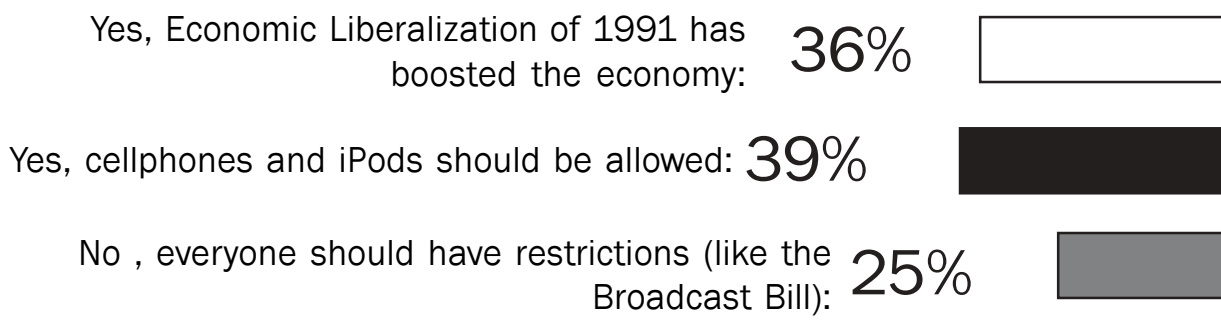 Yes, Economic Liberalization of 1991 has
boosted the economy: 36%
Yes, cellphones and iPods should be allowed: 39%
No , everyone should have restrictions (like the
Broadcast Bill): 25%